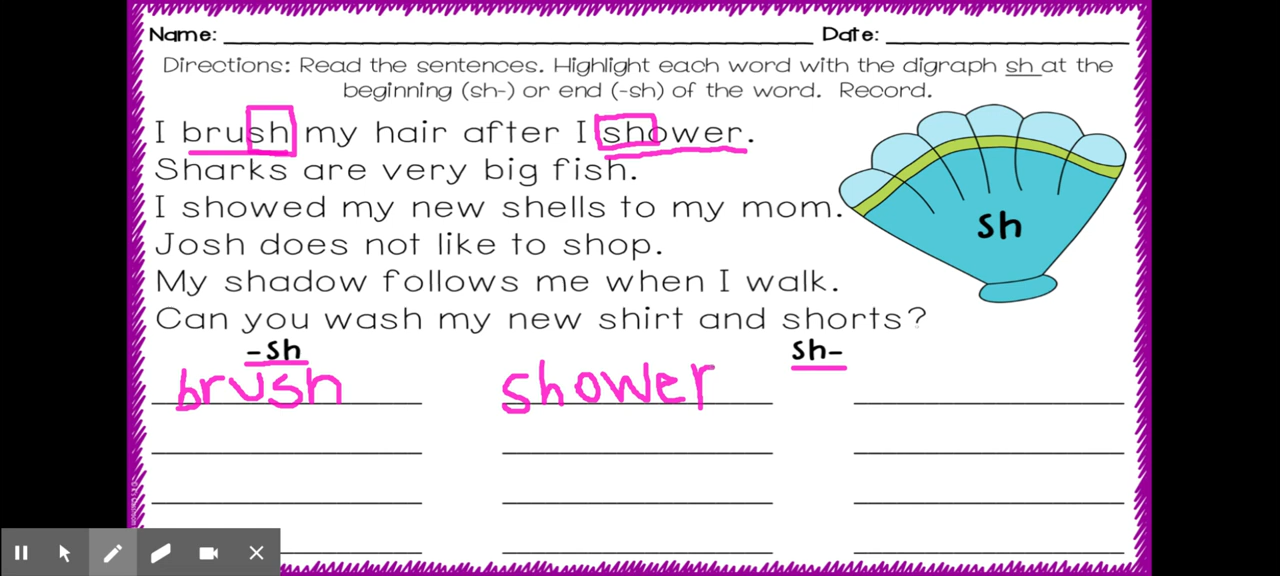 Name: Date:
Directions: Read the sentences. Highlight each word with the digraph sh at the
beginning (sh-) or end (-sh) of the word. Record.
I brush my hair after I shower.
Sharks are very big fish.
I showed my new shells to my mom.
sh
Josh does not like to shop.
My shadow follows me when I walk.
Can you wash my new shirt and shorts?
-sh sh-
brush shower